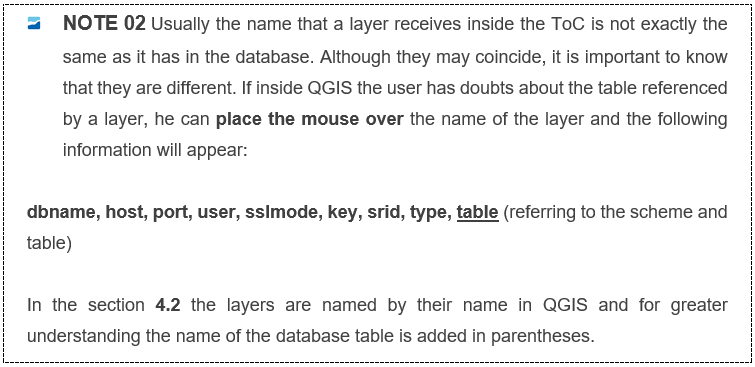 NOTE 02 Usually the name that a layer receives inside the ToC is not exactly the
same as it has in the database. Although they may coincide, it is important to know
that they are different. If inside QGIS the user has doubts about the table referenced
by a layer, he can place the mouse over the name of the layer and the following
information will appear:
dbname, host, port, user, sslmode, key, srid, type, table (referring to the scheme and
table)
In the section 4.2 the layers are named by their name in QGIS and for greater
understanding the name of the database table is added in parentheses.